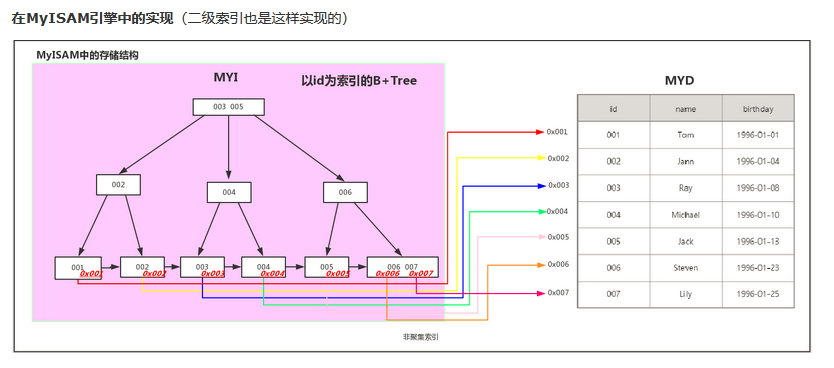 在MyISAM引擎中的实现（二级索引也是这样实现的）
MyISAM中的存储结构
MYI
以id为索引的B+Tree
MYD
003 005
002
004
006
001
0x001
002
0x002
003
0x003
004
0x004
005
0x005
006 007
0x006
0x007
0x001
0x002
0x003
0x004
0x005
0x006
0x007
iid name birthday
001 Tom 1996-01-01
002 Jann 1996-01-04
003 Ray 1996-01-08
004 Michael 1996-01-10
005 Jack 1996-01-13
006 Steven 1996-01-23
007 Lily 1996-01-25
非聚集索引